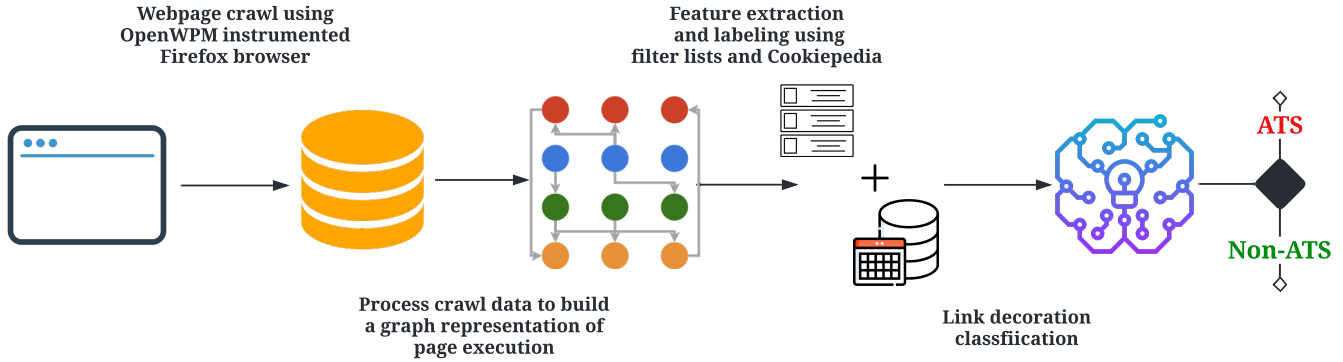 Webpage crawl using
OpenWPM instrumented
Firefox browser
Feature extraction
and labeling using
filter lists and Cookiepedia
ATS
Non-ATS
Process crawl data to build
a graph representation of
page execution
Link decoration
classfiication